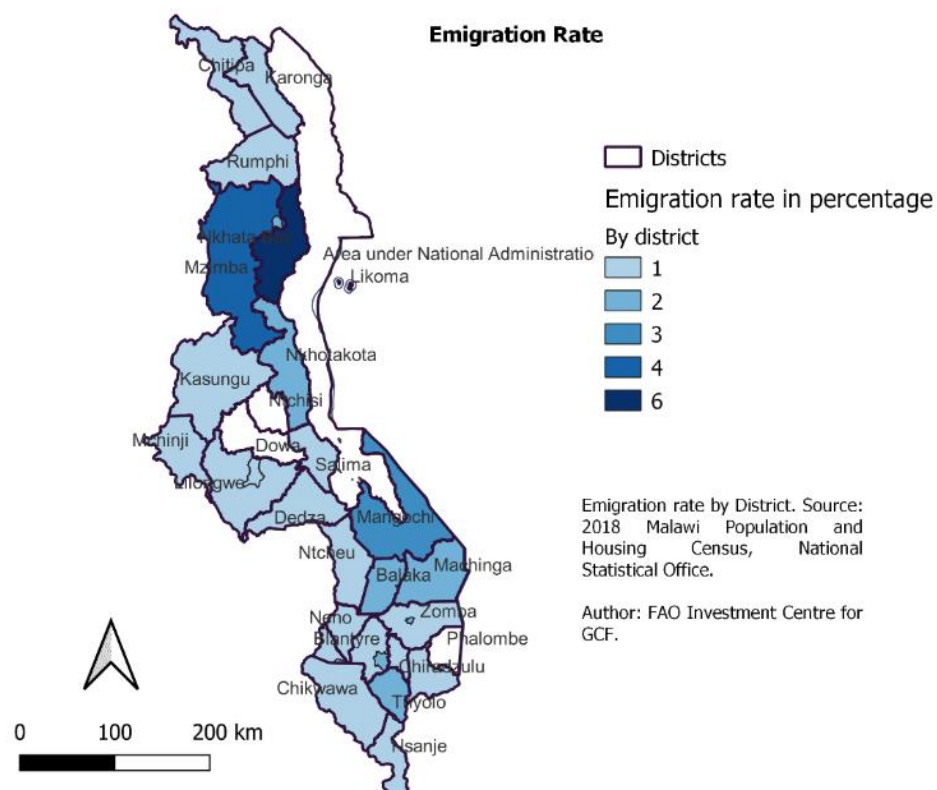 Emigration Rate
Chitipa
Karonga
Rumphi
Mzimba
Area under National Administratio
Likoma
Nkhotakota
Kasungu
Ntchisi
Mchinji
Dowa
Salima
Lilongwe
Dedza
Mangochi
Ntcheu
Machinga
Balaka
Neno
Zomba
Blantyre
Phalombe
Chiradzulu
Chikwawa
Thyolo
Nsanje
Districts
Emigration rate in percentage
By district
1
2
3
4
6
Emigration rate by District. Source:
2018 Malawi Population and
Housing Census, National
Statistical Office.
Author: FAO Investment Centre for
GCF.
0 100 200 km